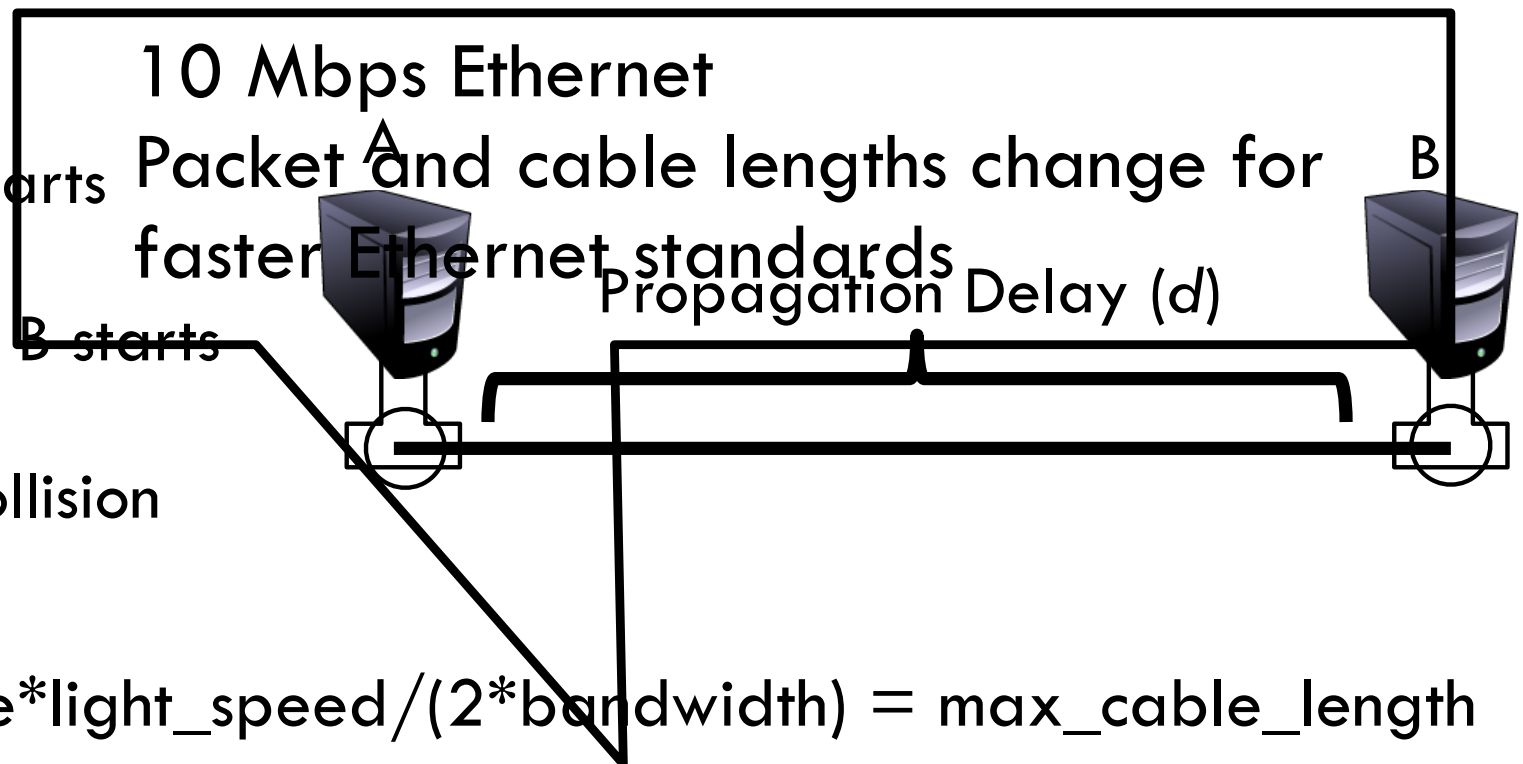 10 Mbps Ethernet
A
B
arts
Packet and cable lengths change for
faster Ethernet standards
Propagation Delay (d)
B starts
ollision
e*light_speed/(2*bandwidth) = max_cable_length